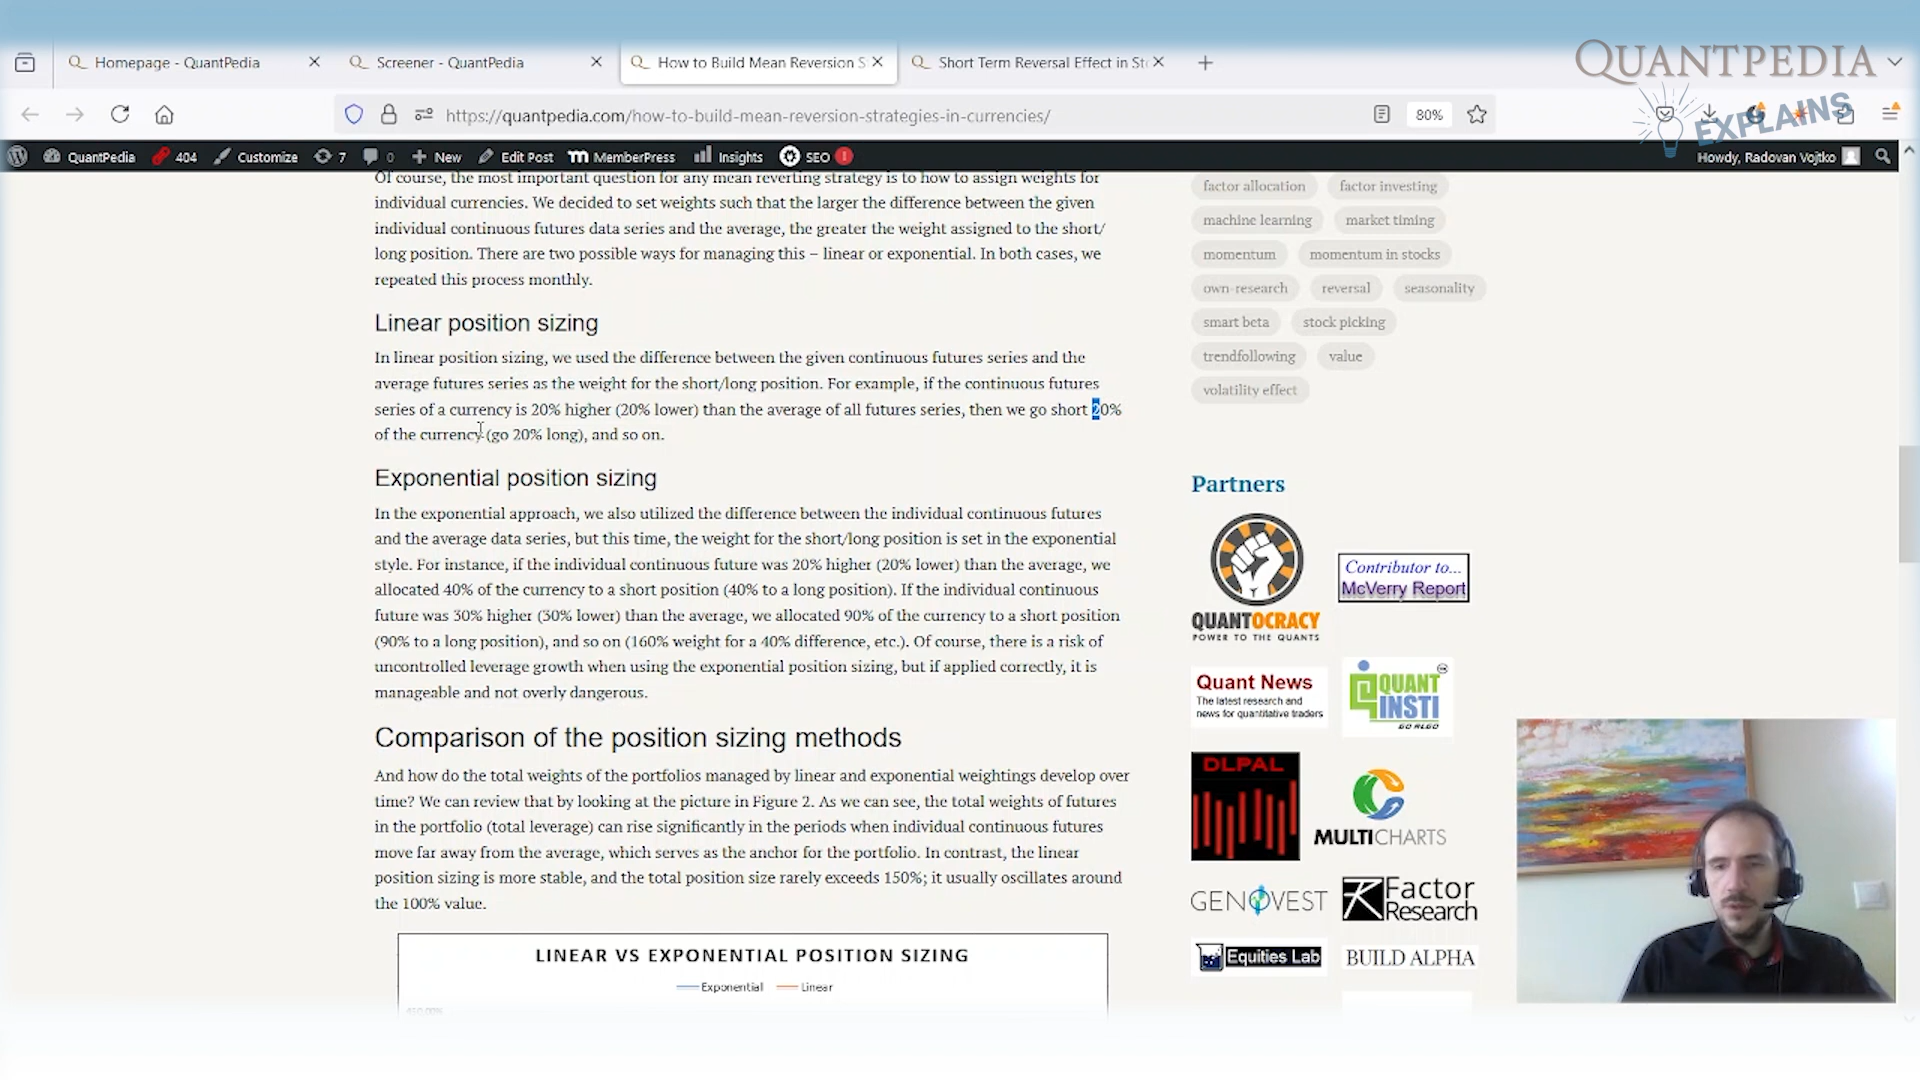 Homepage - QuantPedia
Screener - QuantPedia
How to Build Mean Reversion S
Short Term Reversal Effect in Sto
QUANTPEDIA
EXPLAINS
https://quantpedia.com/how-to-build-mean-reversion-strategies-in-currencies/
80%
QuantPedia
404
Customize
7
0
New
Edit Post
MemberPress
Insights
SEO
1
Howdy, Radovan Vojtko
Of course, the most important question for any mean reverting strategy is to how to assign weights for
individual currencies. We decided to set weights such that the larger the difference between the given
individual continuous futures data series and the average, the greater the weight assigned to the short/
long position. There are two possible ways for managing this – linear or exponential. In both cases, we
repeated this process monthly.
Linear position sizing
In linear position sizing, we used the difference between the given continuous futures series and the
average futures series as the weight for the short/long position. For example, if the continuous futures
series of a currency is 20% higher (20% lower) than the average of all futures series, then we go short 20%
of the currency (go 20% long), and so on.
Exponential position sizing
In the exponential approach, we also utilized the difference between the individual continuous futures
and the average data series, but this time, the weight for the short/long position is set in the exponential
style. For instance, if the individual continuous future was 20% higher (20% lower) than the average, we
allocated 40% of the currency to a short position (40% to a long position). If the individual continuous
future was 30% higher (30% lower) than the average, we allocated 90% of the currency to a short position
(90% to a long position), and so on (160% weight for a 40% difference, etc.). Of course, there is a risk of
uncontrolled leverage growth when using the exponential position sizing, but if applied correctly, it is
manageable and not overly dangerous.
Comparison of the position sizing methods
And how do the total weights of the portfolios managed by linear and exponential weightings develop over
time? We can review that by looking at the picture in Figure 2. As we can see, the total weights of futures
in the portfolio (total leverage) can rise significantly in the periods when individual continuous futures
move far away from the average, which serves as the anchor for the portfolio. In contrast, the linear
position sizing is more stable, and the total position size rarely exceeds 150%; it usually oscillates around
the 100% value.
LINEAR VS EXPONENTIAL POSITION SIZING
Exponential Linear
factor allocation factor investing
machine learning market timing
momentum momentum in stocks
own-research reversal seasonality
smart beta stock picking
trendfollowing value
volatility effect
Partners
QUANTOCRACY
POWER TO THE QUANTS
Contributor to...
McVerry Report
Quant News
The latest research and
news for quantitative traders
QUANT
INSTI
GO ALGO
DLPAL
MULTICHARTS
GENOVEST
Factor
Research
Equities Lab
BUILD ALPHA